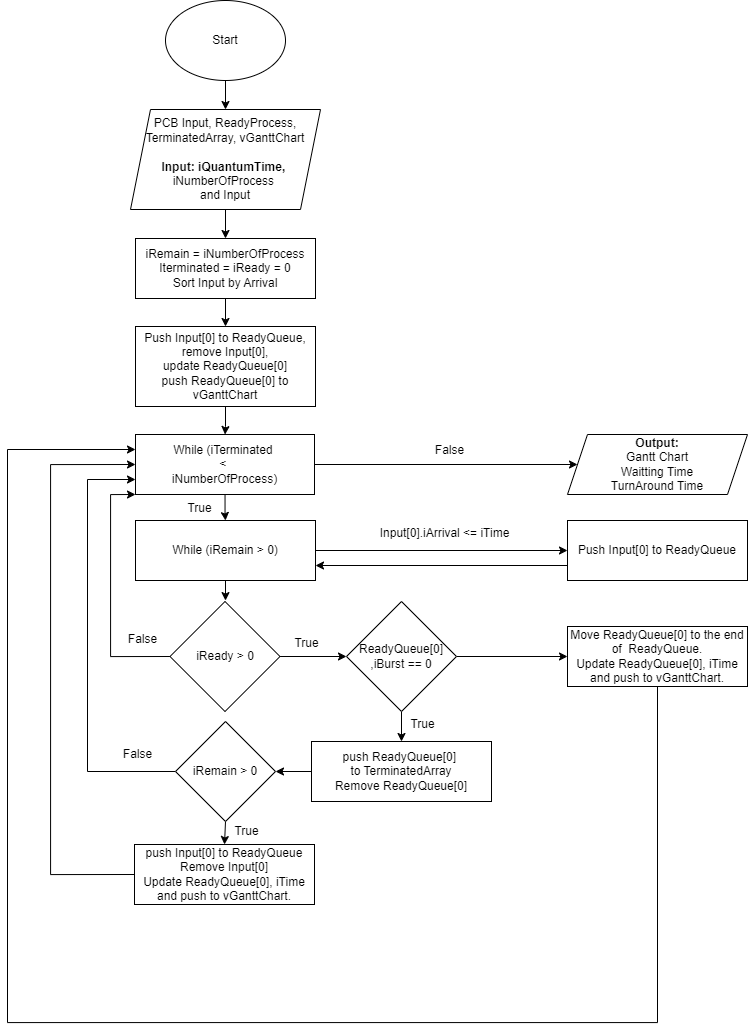 Start
PCB Input, ReadyProcess,
TerminatedArray, vGanttChart
Input: iQuantumTime,
iNumberOfProcess
and Input
iRemain = iNumberOfProcess
Iterminated = iReady = 0
Sort Input by Arrival
Push Input[0] to ReadyQueue,
remove Input[0],
update ReadyQueue[0]
push ReadyQueue[0] to
vGanttChart
While (iTerminated
<
iNumberOfProcess)
False
Output:
Gantt Chart
Waitting Time
TurnAround Time
True
While (iRemain > 0)
Input[0].iArrival <= iTime
Push Input[0] to ReadyQueue
False
iReady > 0
True
ReadyQueue[0]
,iBurst == 0
Move ReadyQueue[0] to the end
of ReadyQueue.
Update ReadyQueue[0], iTime
and push to vGanttChart.
True
False
iRemain > 0
push ReadyQueue[0]
to TerminatedArray
Remove ReadyQueue[0]
True
push Input[0] to ReadyQueue
Remove Input[0]
Update ReadyQueue[0], iTime
and push to vGanttChart.